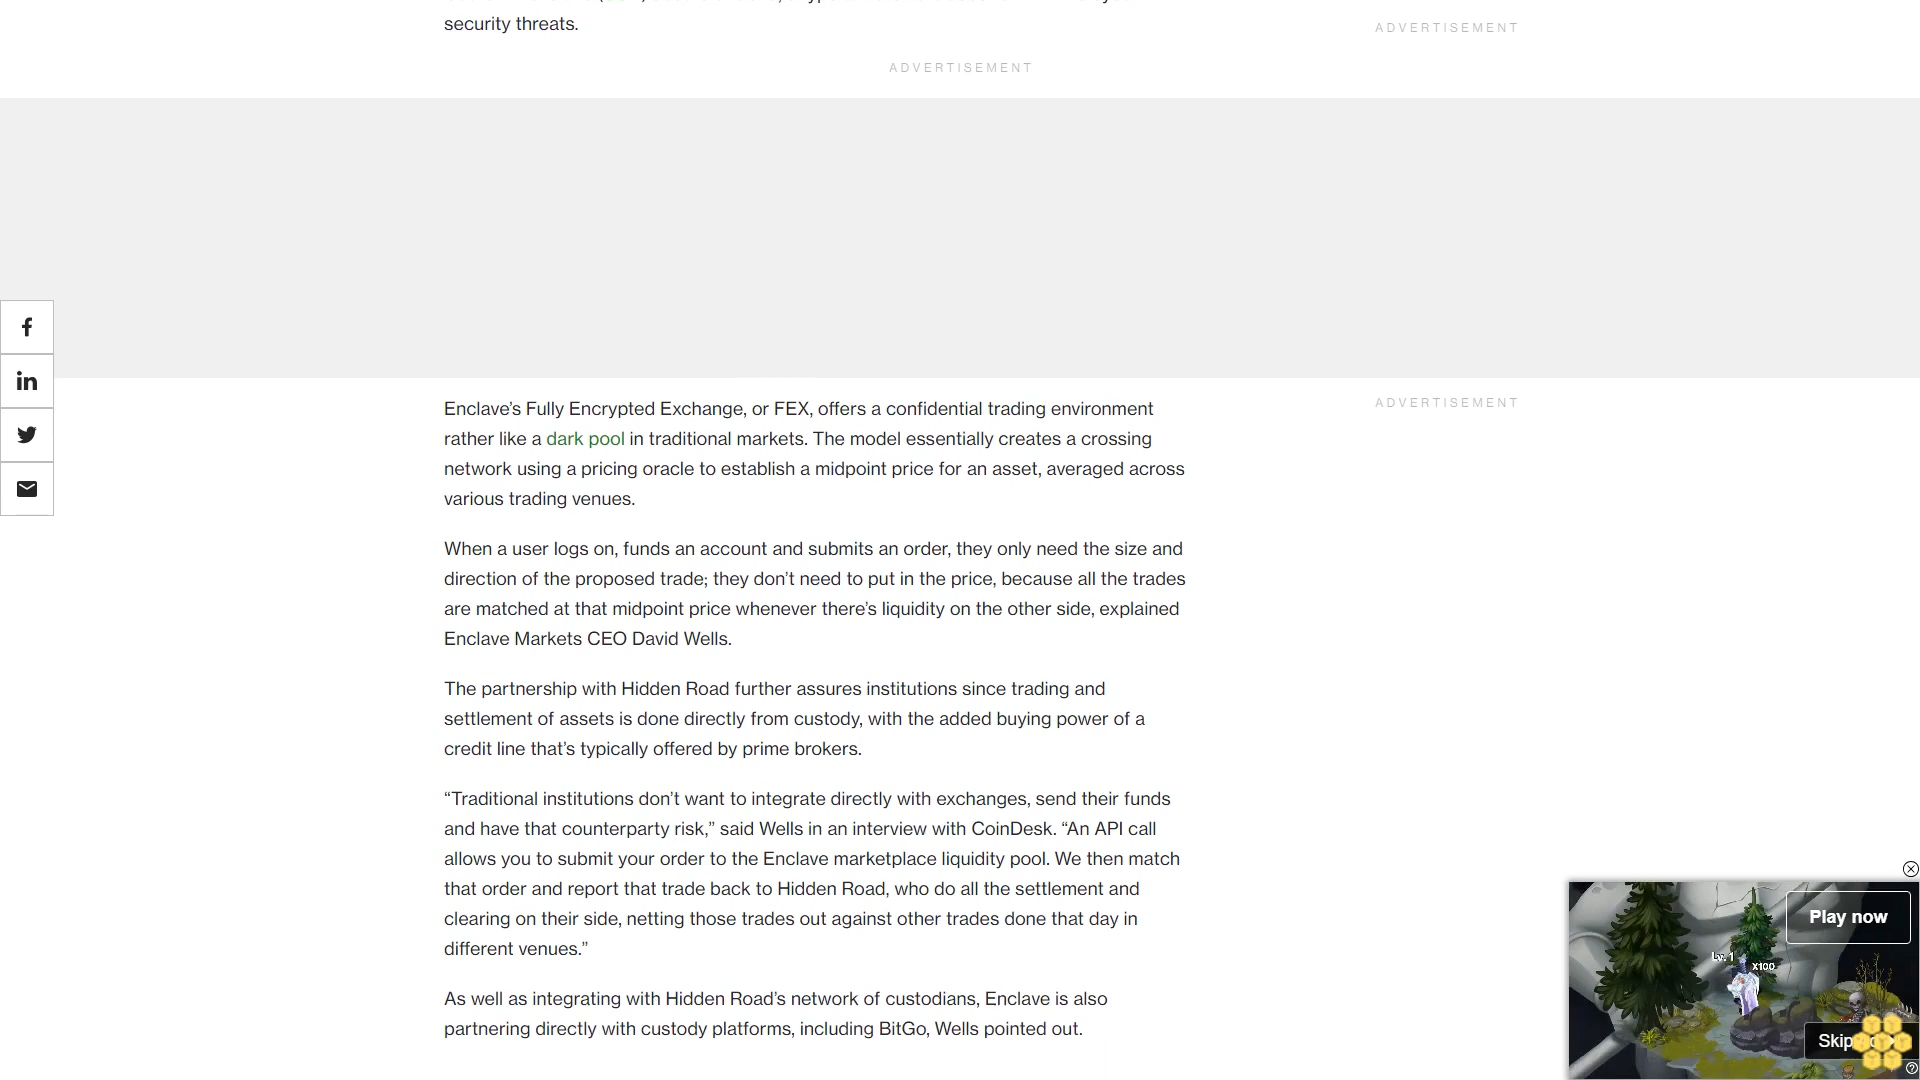 security threats.
ADVERTISEMENT
ADVERTISEMENT
Enclave’s Fully Encrypted Exchange, or FEX, offers a confidential trading environment
rather like a dark pool in traditional markets. The model essentially creates a crossing
network using a pricing oracle to establish a midpoint price for an asset, averaged across
various trading venues.
ADVERTISEMENT
When a user logs on, funds an account and submits an order, they only need the size and
direction of the proposed trade; they don’t need to put in the price, because all the trades
are matched at that midpoint price whenever there’s liquidity on the other side, explained
Enclave Markets CEO David Wells.
The partnership with Hidden Road further assures institutions since trading and
settlement of assets is done directly from custody, with the added buying power of a
credit line that’s typically offered by prime brokers.
“Traditional institutions don’t want to integrate directly with exchanges, send their funds
and have that counterparty risk,” said Wells in an interview with CoinDesk. “An API call
allows you to submit your order to the Enclave marketplace liquidity pool. We then match
that order and report that trade back to Hidden Road, who do all the settlement and
clearing on their side, netting those trades out against other trades done that day in
different venues.”
As well as integrating with Hidden Road’s network of custodians, Enclave is also
partnering directly with custody platforms, including BitGo, Wells pointed out.
Play now
Lv. 1
X100
Skip